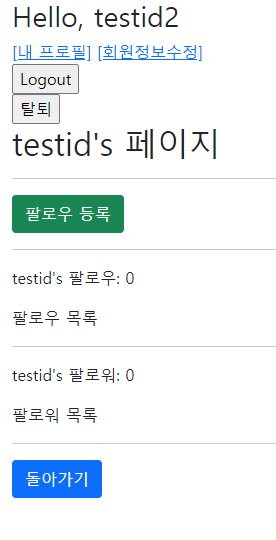 Hello, testid2
[내 프로필] [회원정보수정]
Logout
탈퇴
testid's 페이지
팔로우 등록
testid's 팔로우: 0
팔로우 목록
testid's 팔로워: 0
팔로워 목록
돌아가기